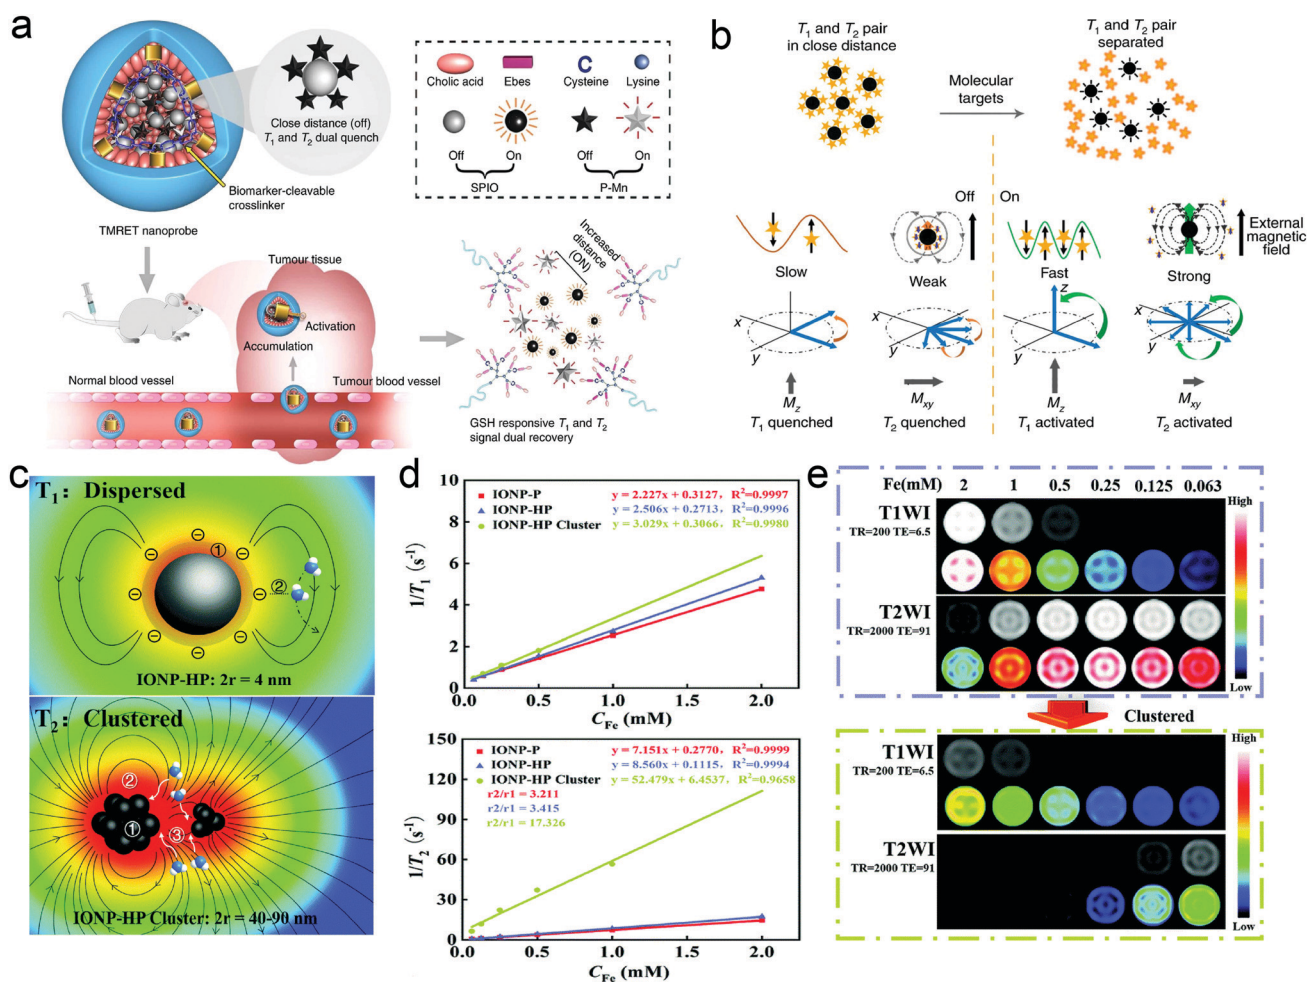 a
Close distance (off)
T1 and T2 dual quench
Biomarker-cleavable
crosslinker
TMRET nanoprobe
Cholic acid
Ebes
C
Cysteine
Lysine
Off
On
Off
On
SPIO
P-Mn
Tumour tissue
Activation
Accumulation
Normal blood vessel
Tumour blood vessel
Increased
distance
(ON)
GSH responsive T1 and T2
signal dual recovery
b
T1 and T2 pair
in close distance
Molecular
targets
T1 and T2 pair
separated
Off
On
External
magnetic
field
Slow
Weak
Fast
Strong
x
y
x
y
z
x
y
x
y
Mz
Mxy
Mz
Mxy
T1 quenched
T2 quenched
T1 activated
T2 activated
c
T1: Dispersed
①
②
IONP-HP: 2r = 4 nm
T2: Clustered
②
①
③
IONP-HP Cluster: 2r = 40-90 nm
d
10
8
6
4
2
0
1/T1 (s-1)
IONP-P y = 2.227x + 0.3127, R2=0.9997
IONP-HP y = 2.506x + 0.2713, R2=0.9996
IONP-HP Cluster y = 3.029x + 0.3066, R2=0.9980
0.0 0.5 1.0 1.5 2.0
CFe (mM)
150
120
90
60
30
0
1/T2 (s-1)
IONP-P y = 7.151x + 0.2770, R2=0.9999
IONP-HP y = 8.560x + 0.1115, R2=0.9994
IONP-HP Cluster y = 52.479x + 6.4537, R2=0.9658
r2/r1 = 3.211
r2/r1 = 3.415
r2/r1 = 17.326
0.0 0.5 1.0 1.5 2.0
CFe (mM)
e
Fe(mM) 2 1 0.5 0.25 0.125 0.063
High
T1WI
TR=200 TE=6.5
T2WI
TR=2000 TE=91
Low
Clustered
High
T1WI
TR=200 TE=6.5
T2WI
TR=2000 TE=91
Low